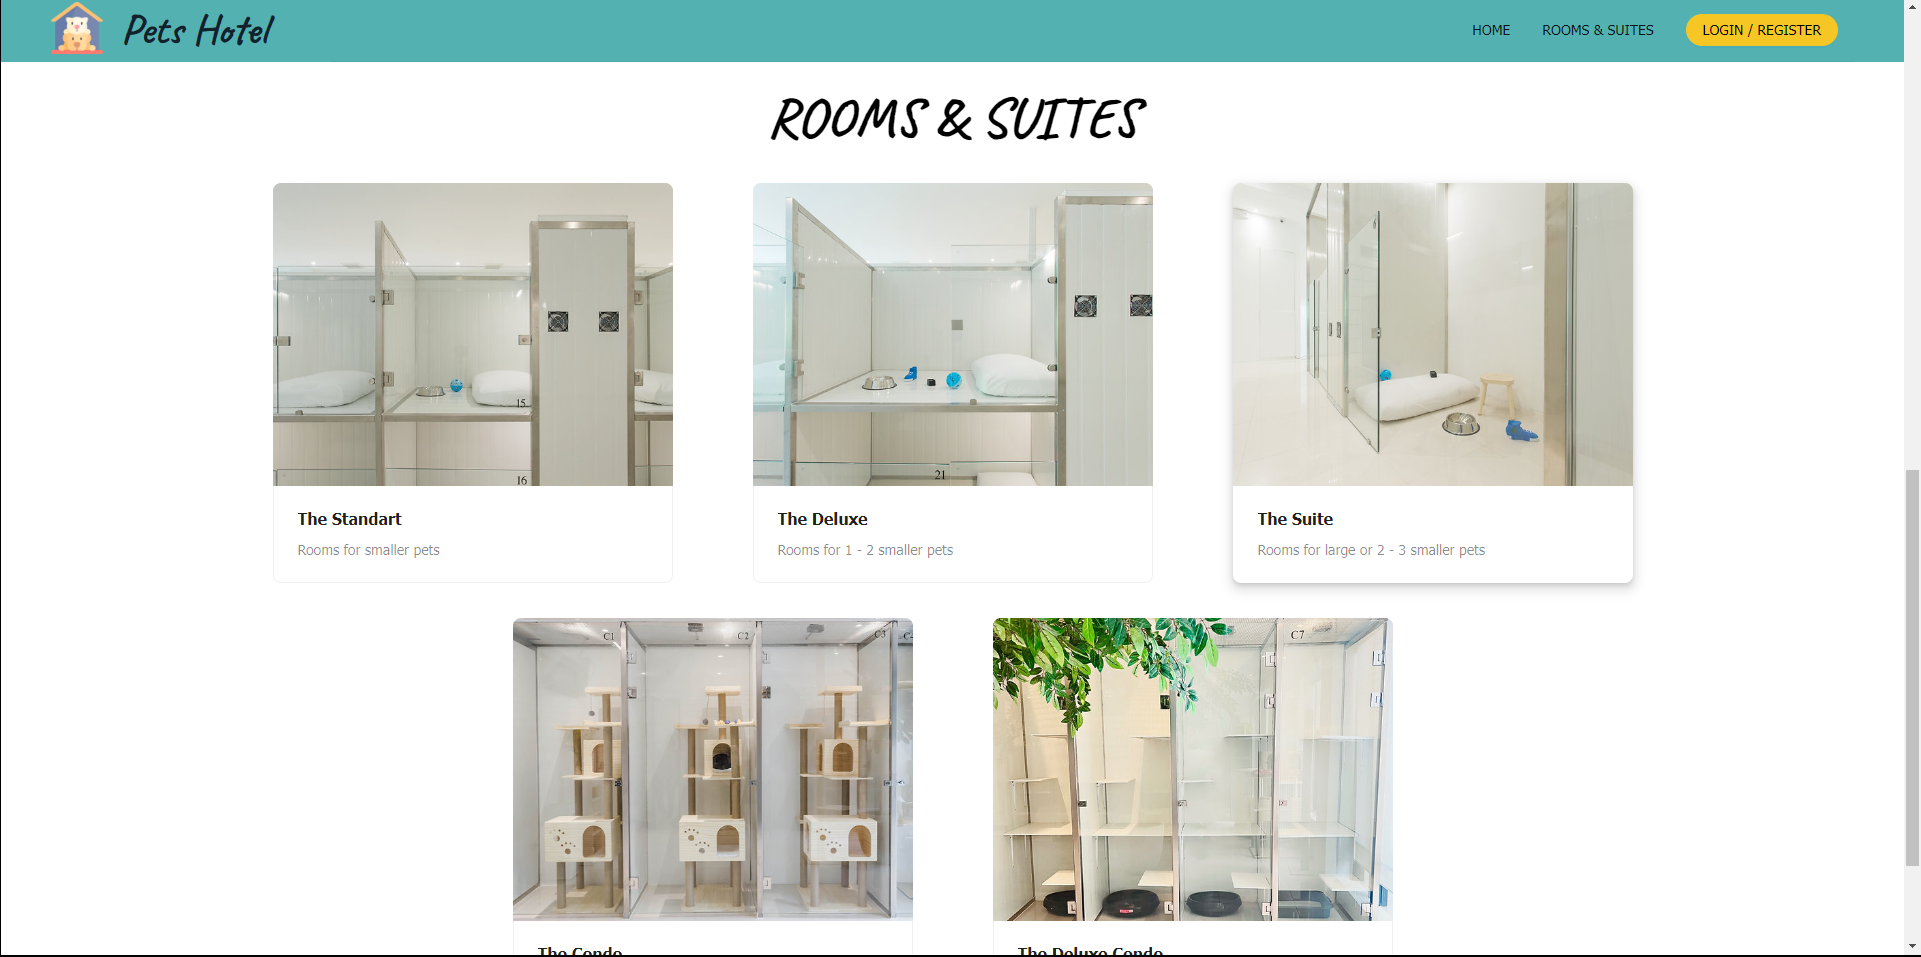 Pets Hotel
HOME
ROOMS & SUITES
LOGIN / REGISTER
ROOMS & SUITES
15
16
21
The Standart
Rooms for smaller pets
The Deluxe
Rooms for 1 - 2 smaller pets
The Suite
Rooms for large or 2 - 3 smaller pets
C1
C2
C3
C7
The Condo
The Deluxe Condo